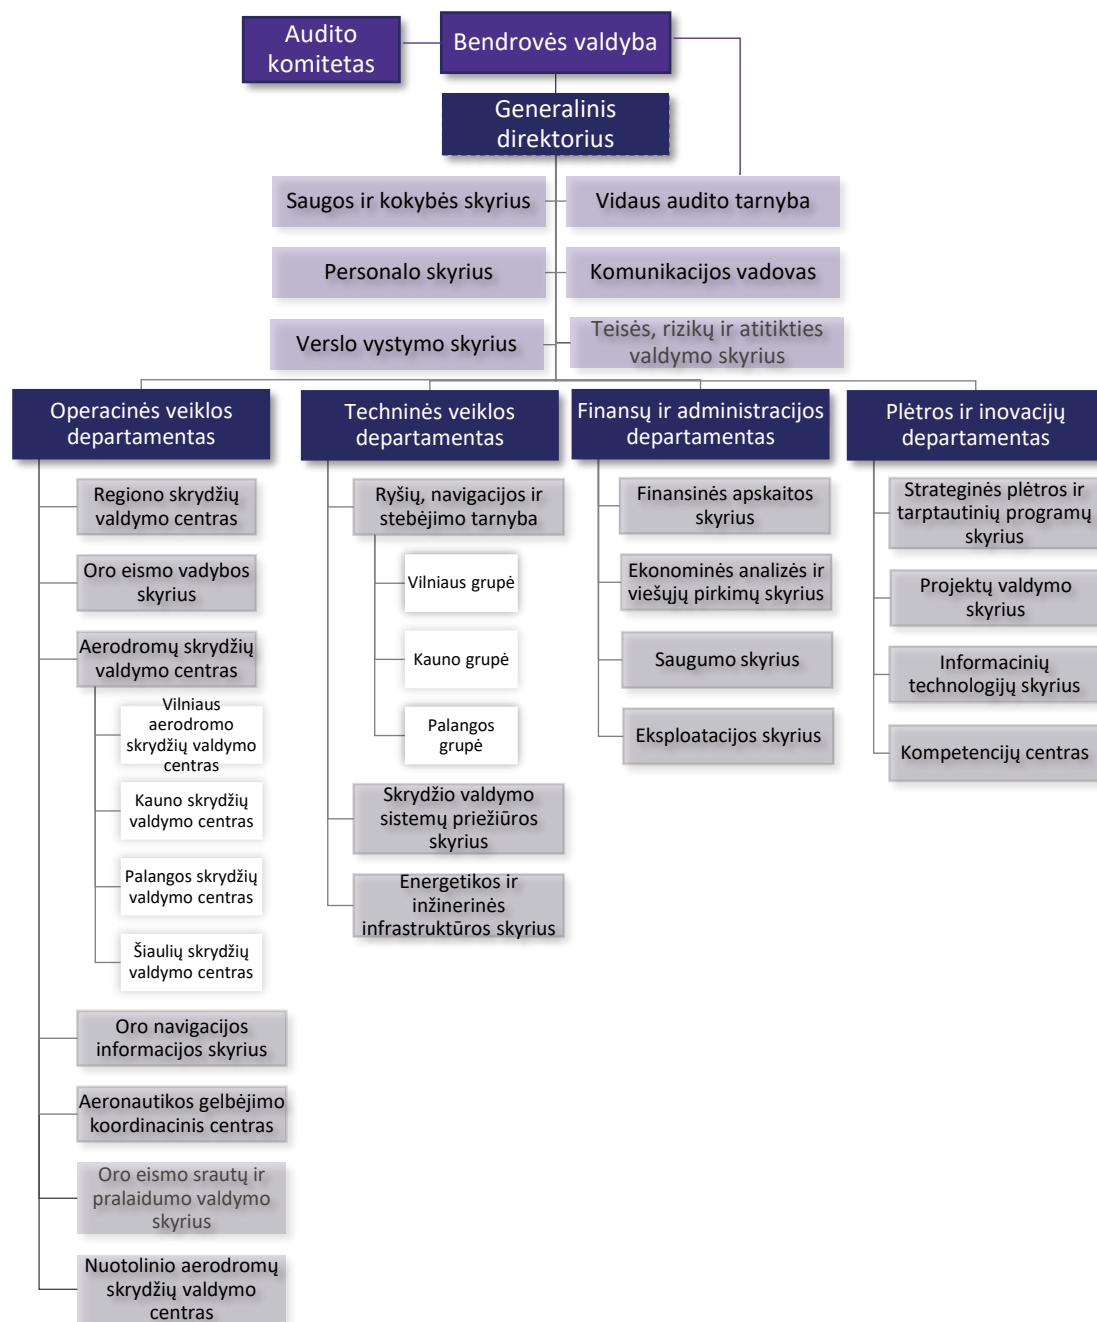 Audito
komitetas
Bendrovės valdyba
Generalinis
direktorius
Saugos ir kokybės skyrius
Vidaus audito tarnyba
Personalo skyrius
Komunikacijos vadovas
Verslo vystymo skyrius
Teisės, rizikų ir atitikties
valdymo skyrius
Operacinės veiklos
departamentas
Regiono skrydžių
valdymo centras
Oro eismo vadybos
skyrius
Aerodromų skrydžių
valdymo centras
Vilniaus
aerodromo
skrydžių valdymo
centras
Kauno skrydžių
valdymo centras
Palangos skrydžių
valdymo centras
Šiaulių skrydžių
valdymo centras
Oro navigacijos
informacijos skyrius
Aeronautikos gelbėjimo
koordinacinis centras
Oro eismo srautų ir
pralaidumo valdymo
skyrius
Nuotolinio aerodromų
skrydžių valdymo
centras
Techninės veiklos
departamentas
Ryšių, navigacijos ir
stebėjimo tarnyba
Vilniaus grupė
Kauno grupė
Palangos
grupė
Skrydžio valdymo
sistemų priežiūros
skyrius
Energetikos ir
inžinerinės
infrastruktūros skyrius
Finansų ir administracijos
departamentas
Finansinės apskaitos
skyrius
Ekonominės analizės ir
viešųjų pirkimų skyrius
Saugumo skyrius
Eksploatacijos skyrius
Plėtros ir inovacijų
departamentas
Strateginės plėtros ir
tarptautinių programų
skyrius
Projektų valdymo
skyrius
Informacinių
technologijų skyrius
Kompetencijų centras